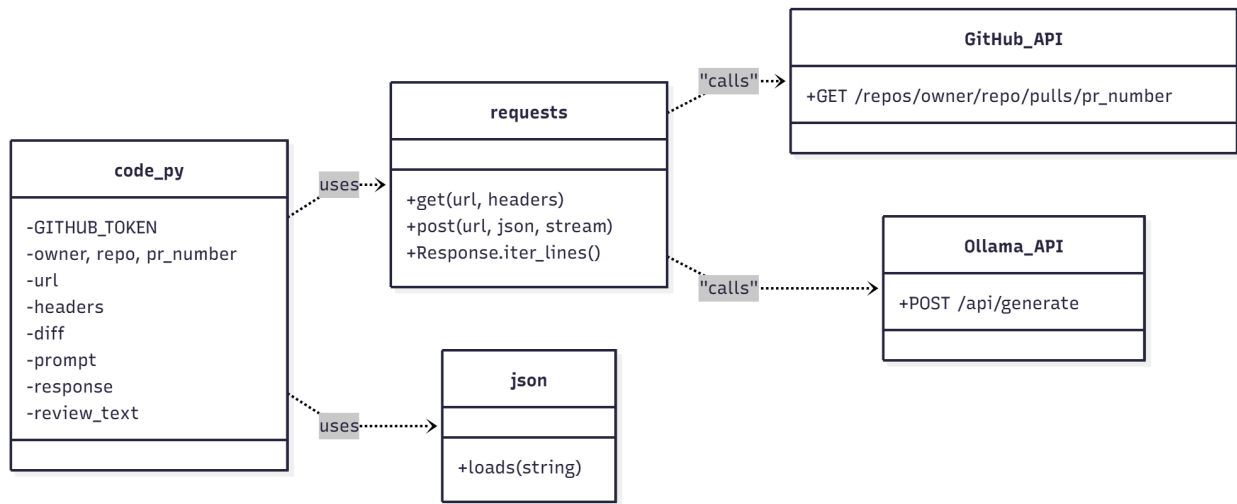 code_py
-GITHUB_TOKEN
-owner, repo, pr_number
-url
-headers
-diff
-prompt
-response
-review_text
uses
uses
requests
+get(url, headers)
+post(url, json, stream)
+Response.iter_lines()
json
+loads(string)
"calls"
"calls"
GitHub_API
+GET /repos/owner/repo/pulls/pr_number
Ollama_API
+POST /api/generate